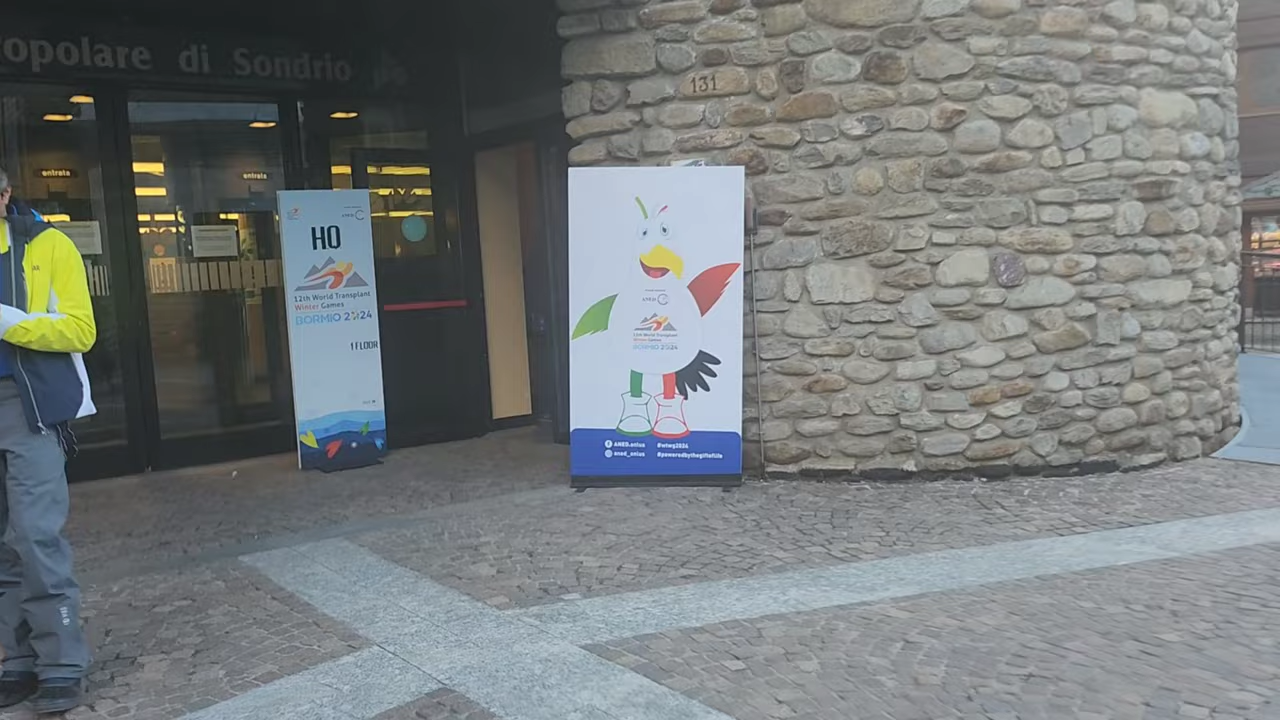 opolare di Sondrio
131
entrata
entrata
HQ
12th World Transplant
Winter Games
BORMIO 2024
1 FLOOR
ANED
12th World Transplant
Winter Games
BORMIO 2024
ANED.onlus
#wtwg2024
aned_onlus
#poweredbythegiftoflife